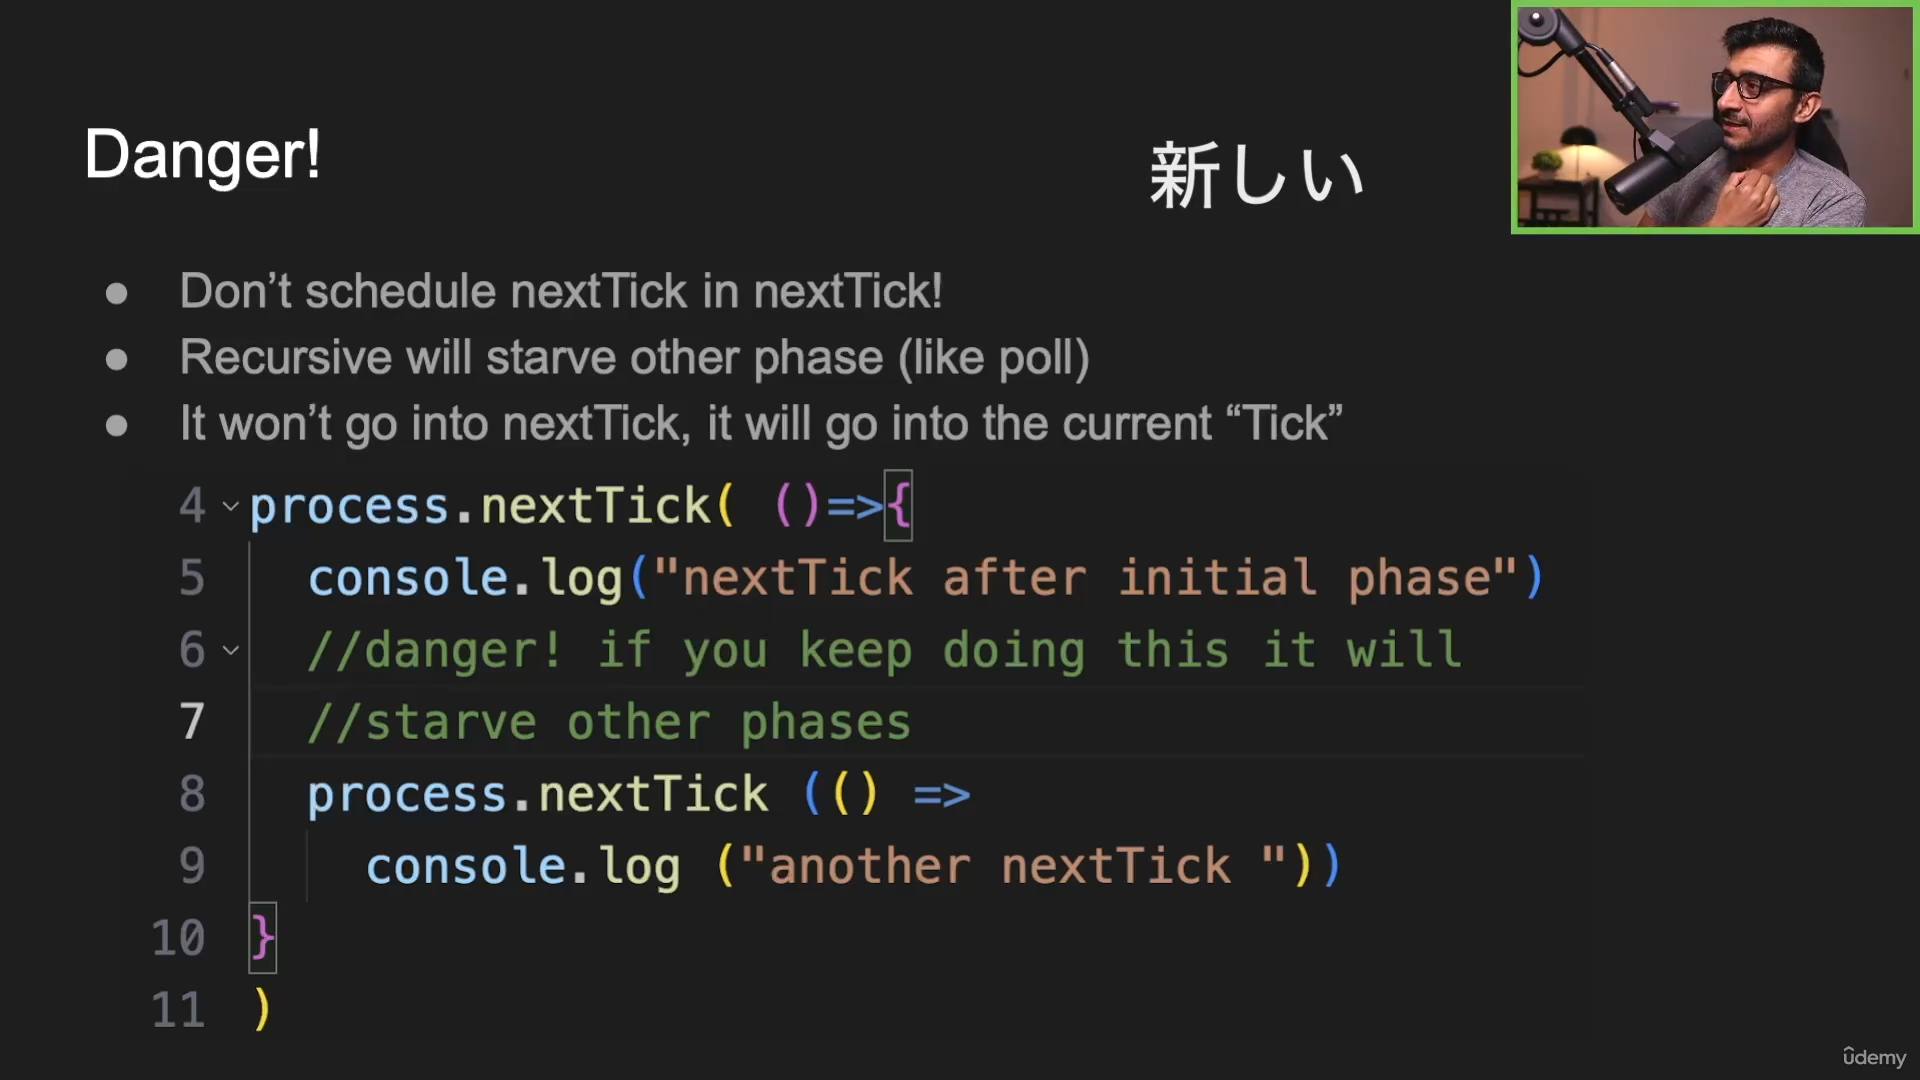 Danger!
新しい
● Don’t schedule nextTick in nextTick!
● Recursive will starve other phase (like poll)
● It won’t go into nextTick, it will go into the current “Tick”
4 process.nextTick( ()=>{
5 console.log("nextTick after initial phase")
6 //danger! if you keep doing this it will
7 //starve other phases
8 process.nextTick (() =>
9 console.log ("another nextTick "))
10 }
11 )
ûdemy